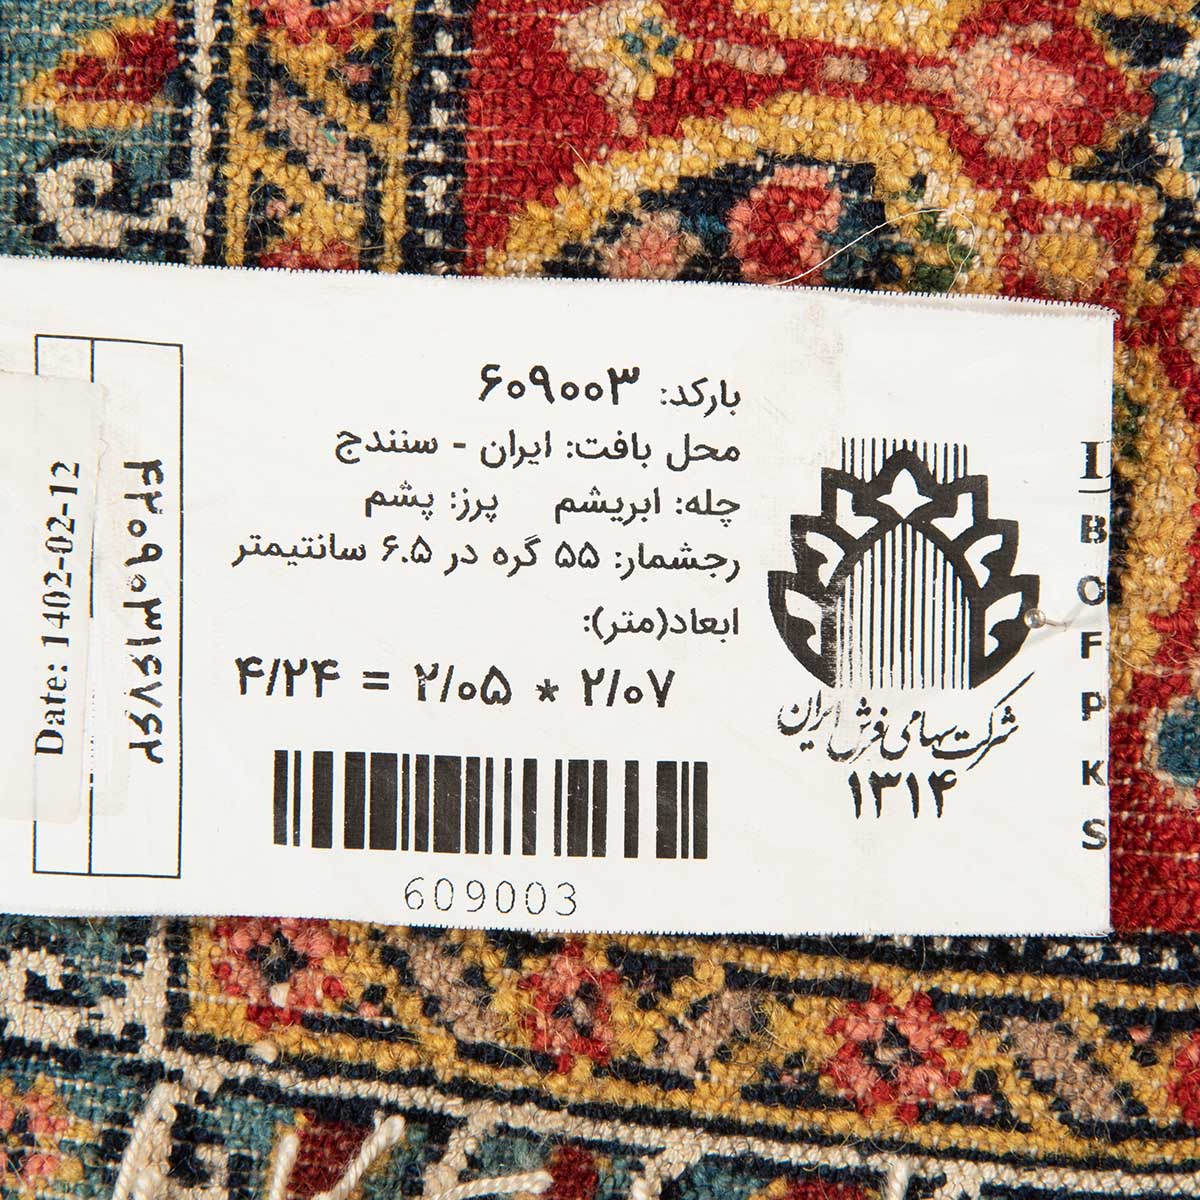 بارکد: ۶۰۹۰۰۳
محل بافت: ایران - سنندج
چله: ابریشم پرز: پشم
رجشمار: ۵۵ گره در ۶.۵ سانتیمتر
ابعاد(متر):
۲/۰۷ * ۲/۰۵ = ۴/۲۴
609003
شرکت سهامی فرش ایران
۱۳۱۴
I B O F P K S
Date: 1402-02-12
۴۲۰۹۰۳۱۶۷۶۲